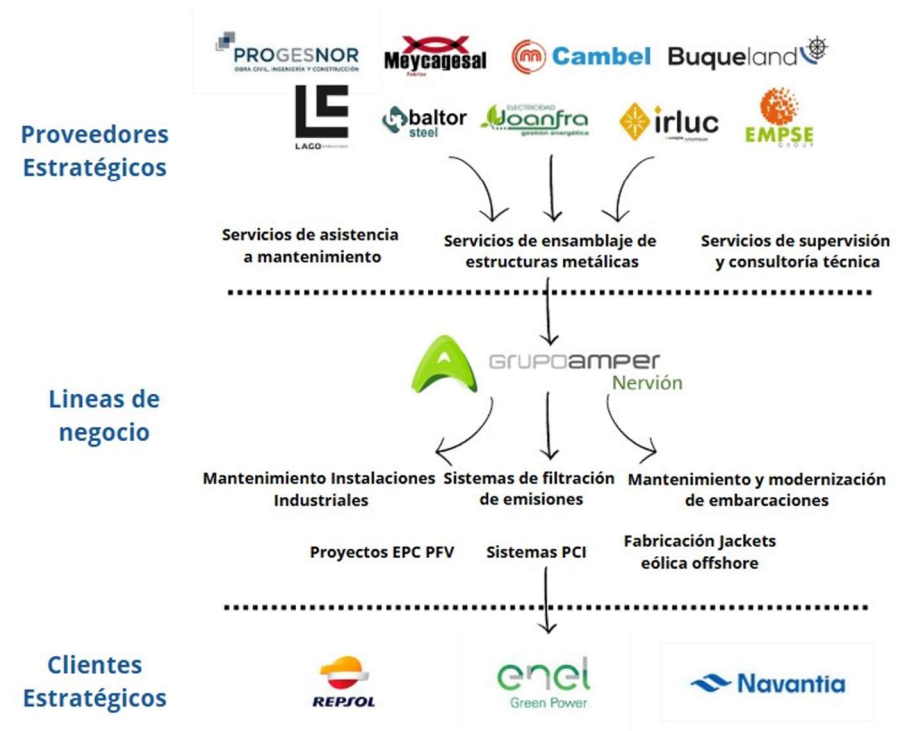 PROGESNOR
OBRA CIVIL, INGENIERÍA Y CONSTRUCCIÓN
Meycagesal
Cambel
Buqueland
LAGO
baltor
steel
ELECTRICIDAD
Joanfra
gestión energética
irluc
EMPSE
GROUP
Proveedores
Estratégicos
Servicios de asistencia
a mantenimiento
Servicios de ensamblaje de
estructuras metálicas
Servicios de supervisión
y consultoría técnica
GRUPOAMPER
Nervión
Lineas de
negocio
Mantenimiento Instalaciones
Industriales
Sistemas de filtración
de emisiones
Mantenimiento y modernización
de embarcaciones
Proyectos EPC PFV
Sistemas PCI
Fabricación Jackets
eólica offshore
Clientes
Estratégicos
REPSOL
enel
Green Power
Navantia